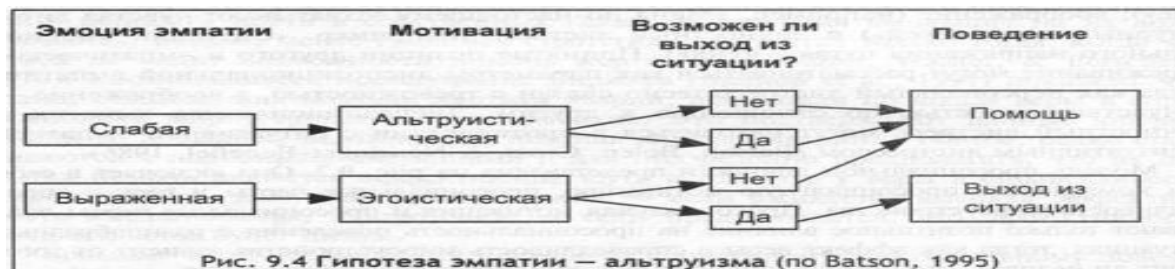 Эмоция эмпатии Мотивация Возможен ли выход из ситуации? Поведение
Слабая
Альтруисти-
ческая
Нет
Да
Помощь
Выраженная
Эгоистическая
Нет
Да
Выход из
ситуации
Рис. 9.4 Гипотеза эмпатии — альтруизма (по Batson, 1995)